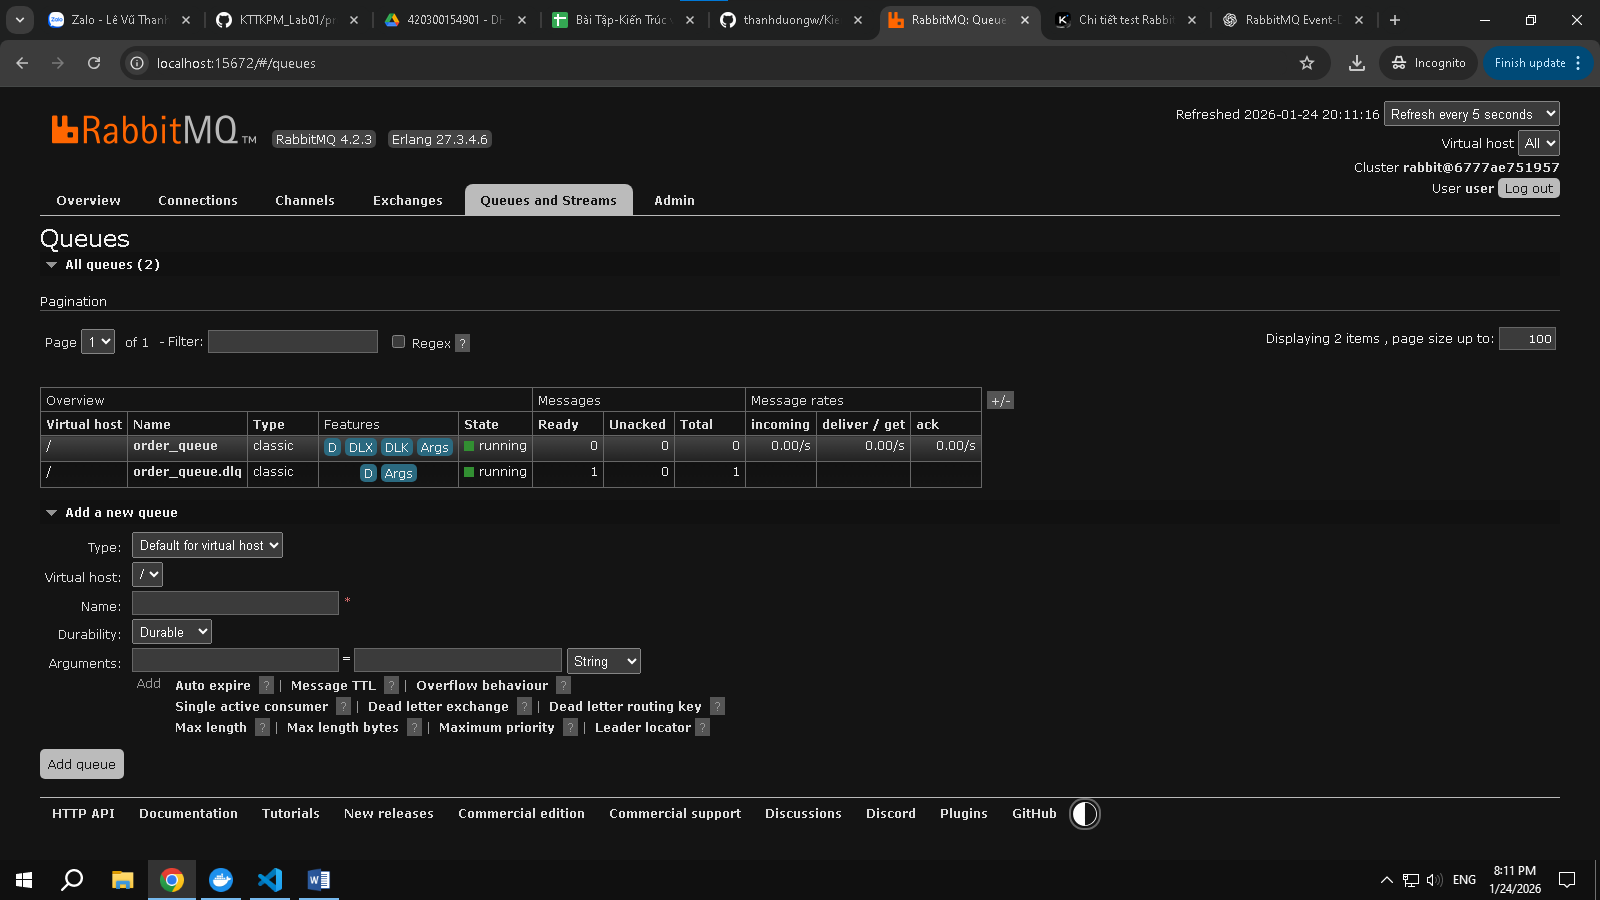 Zalo - Lê Vũ Thanh
KTTKPM_Lab01/pr
420300154901 - DH
Bài Tập-Kiến Trúc
thanhduongw/Kie
RabbitMQ: Queue
Chi tiết test Rabbit
RabbitMQ Event-D
localhost:15672/#/queues
Incognito
Finish update
RabbitMQ TM
RabbitMQ 4.2.3
Erlang 27.3.4.6
Refreshed 2026-01-24 20:11:16 Refresh every 5 seconds
Virtual host All
Cluster rabbit@6777ae751957
User user Log out
Overview Connections Channels Exchanges Queues and Streams Admin
Queues
All queues (2)
Pagination
Page 1 of 1 - Filter: Regex ?
Displaying 2 items , page size up to: 100
Overview Messages Message rates +/-
Virtual host Name Type Features State Ready Unacked Total incoming deliver / get ack
/ order_queue classic D DLX DLK Args running 0 0 0 0.00/s 0.00/s 0.00/s
/ order_queue.dlq classic D Args running 1 0 1
Add a new queue
Type: Default for virtual host
Virtual host: /
Name: *
Durability: Durable
Arguments: = String
Add Auto expire ? | Message TTL ? | Overflow behaviour ?
Single active consumer ? | Dead letter exchange ? | Dead letter routing key ?
Max length ? | Max length bytes ? | Maximum priority ? | Leader locator ?
Add queue
HTTP API Documentation Tutorials New releases Commercial edition Commercial support Discussions Discord Plugins GitHub
ENG
8:11 PM
1/24/2026